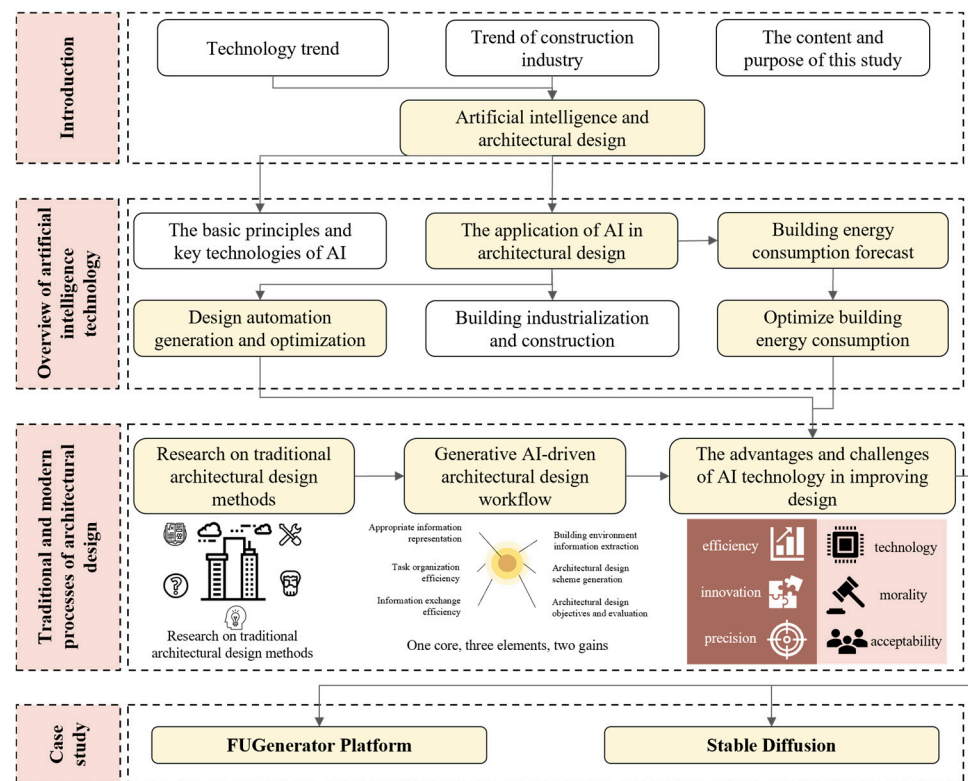 Introduction
Technology trend
Trend of construction
industry
The content and
purpose of this study
Artificial intelligence and
architectural design
Overview of artificial
intelligence
technology
The basic principles and
key technologies of AI
The application of AI in
architectural design
Building energy
consumption forecast
Design automation
generation and optimization
Building industrialization
and construction
Optimize building
energy consumption
Traditional and modern
processes of architectural
design
Research on traditional
architectural design
methods
Generative AI-driven
architectural design
workflow
The advantages and challenges
of AI technology in improving
design
Research on traditional
architectural design methods
Appropriate information
representation
Task organization
efficiency
Information exchange
efficiency
Building environment
information extraction
Architectural design
scheme generation
Architectural design
objectives and evaluation
One core, three elements, two gains
efficiency
innovation
precision
technology
morality
acceptability
Case
study
FUGenerator Platform
Stable Diffusion